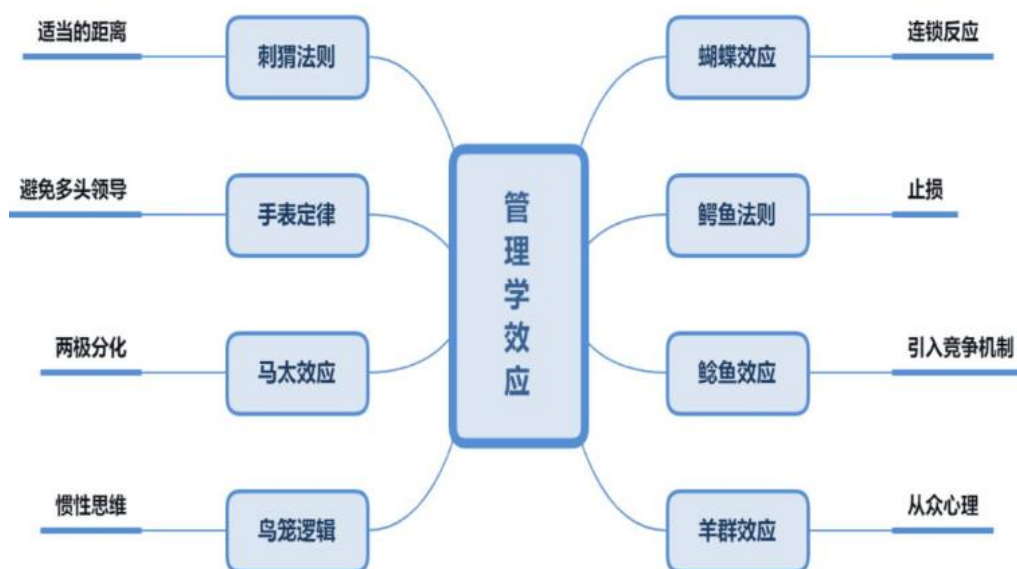 适当的距离
刺猬法则
蝴蝶效应
连锁反应
避免多头领导
手表定律
管理学效应
鳄鱼法则
止损
两极分化
马太效应
鲶鱼效应
引入竞争机制
惯性思维
鸟笼逻辑
羊群效应
从众心理